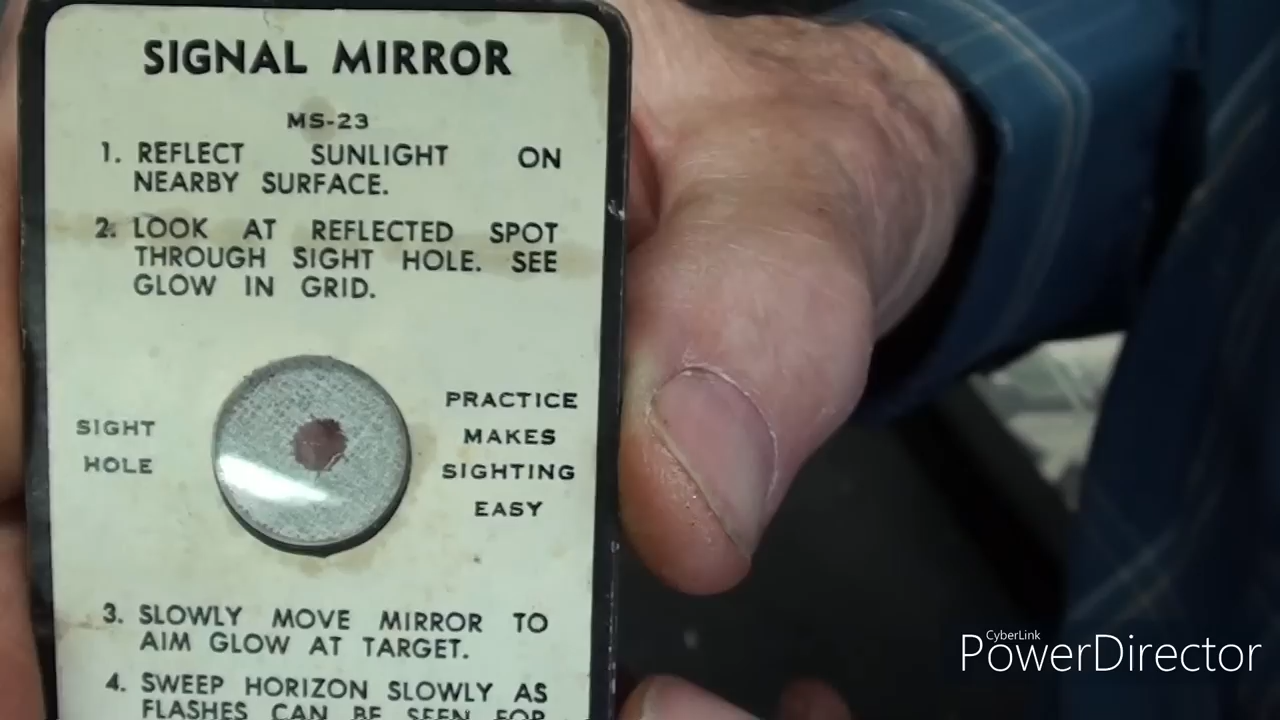 SIGNAL MIRROR
MS-23
1. REFLECT SUNLIGHT ON
NEARBY SURFACE.
2. LOOK AT REFLECTED SPOT
THROUGH SIGHT HOLE. SEE
GLOW IN GRID.
SIGHT
HOLE
PRACTICE
MAKES
SIGHTING
EASY
3. SLOWLY MOVE MIRROR TO
AIM GLOW AT TARGET.
4. SWEEP HORIZON SLOWLY AS
FLASHES CAN BE SEEN FOR
CyberLink
PowerDirector